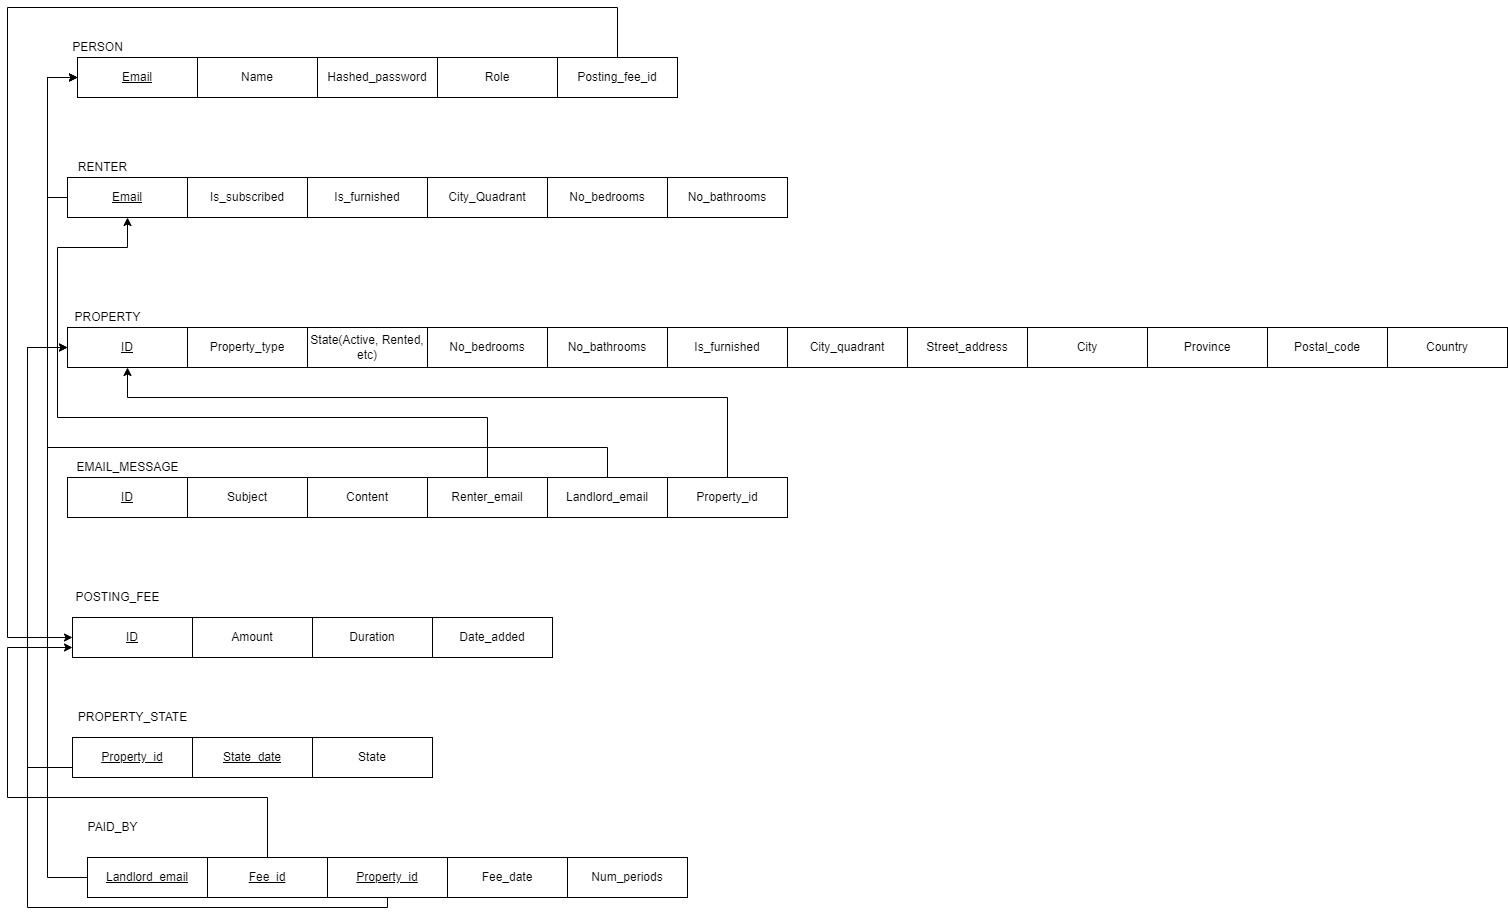 PERSON
Email Name Hashed_password Role Posting_fee_id
RENTER
Email Is_subscribed Is_furnished City_Quadrant No_bedrooms No_bathrooms
PROPERTY
ID Property_type State(Active, Rented, etc) No_bedrooms No_bathrooms Is_furnished City_quadrant Street_address City Province Postal_code Country
EMAIL_MESSAGE
ID Subject Content Renter_email Landlord_email Property_id
POSTING_FEE
ID Amount Duration Date_added
PROPERTY_STATE
Property_id State_date State
PAID_BY
Landlord_email Fee_id Property_id Fee_date Num_periods